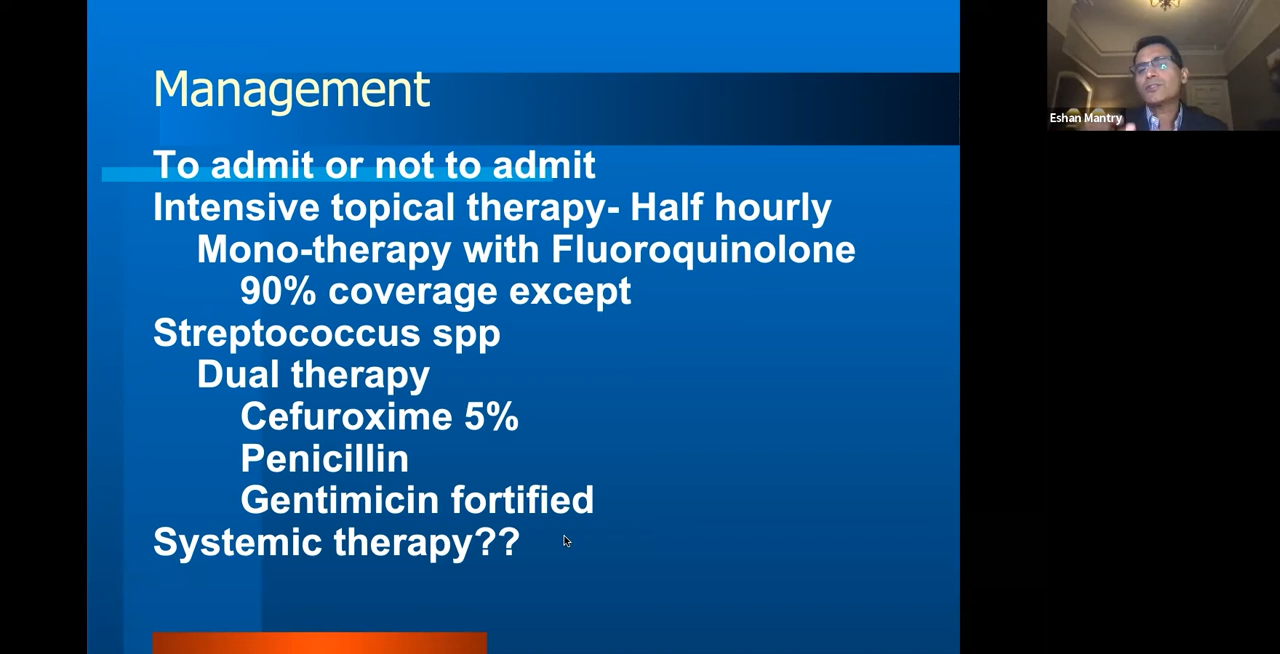 Management
To admit or not to admit
Intensive topical therapy- Half hourly
Mono-therapy with Fluoroquinolone
90% coverage except
Streptococcus spp
Dual therapy
Cefuroxime 5%
Penicillin
Gentimicin fortified
Systemic therapy??
Eshan Mantry